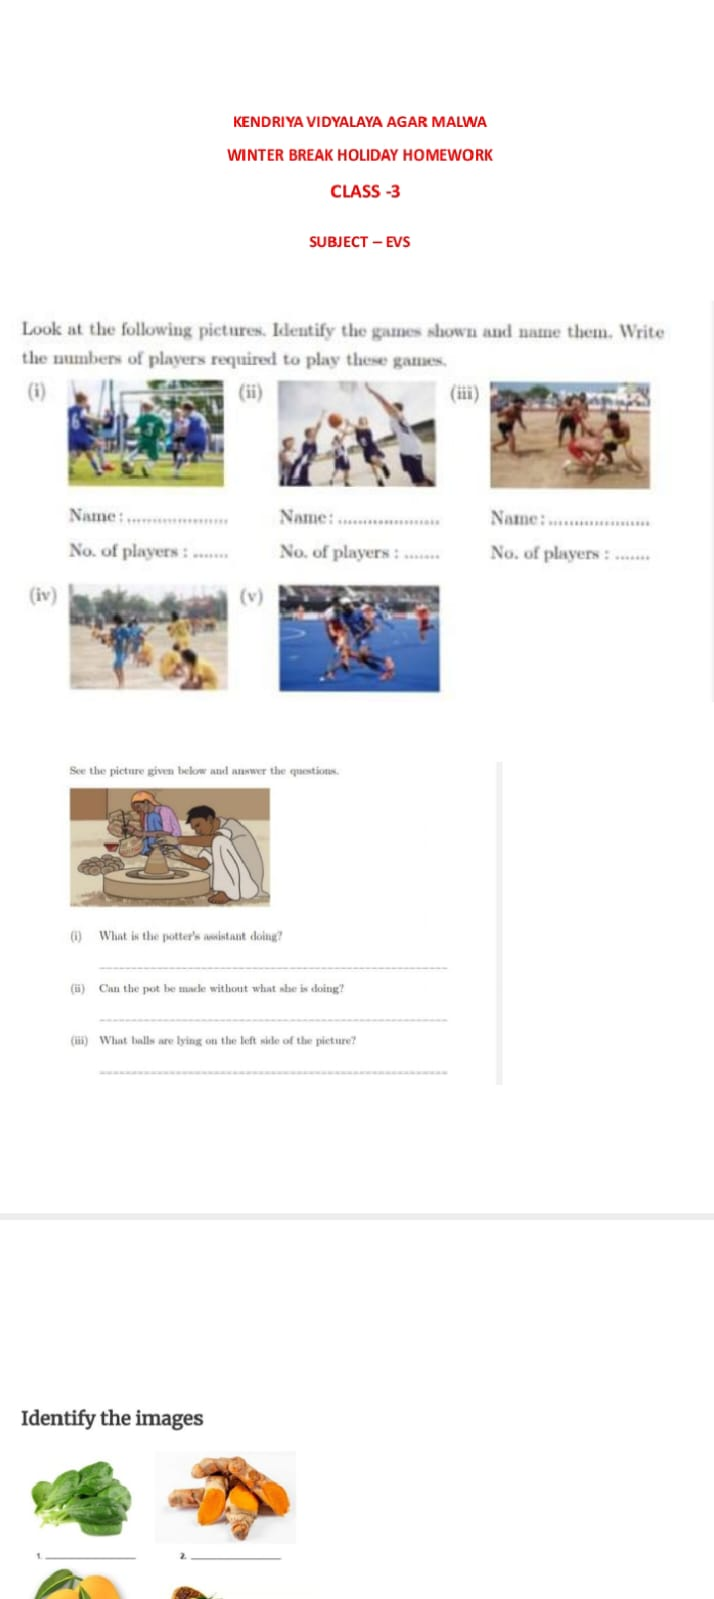 KENDRIYA VIDYALAYA AGAR MALWA
WINTER BREAK HOLIDAY HOMEWORK
CLASS -3
SUBJECT – EVS
Look at the following pictures. Identify the games shown and name them. Write
the numbers of players required to play these games.
(i) (ii) (iii)
Name : .................... Name : .................... Name : ....................
No. of players : ....... No. of players : ....... No. of players : .......
(iv) (v)
See the picture given below and answer the questions.
(i) What is the potter's assistant doing?
(ii) Can the pot be made without what she is doing?
(iii) What balls are lying on the left side of the picture?
Identify the images
1. ______________ 2. ______________